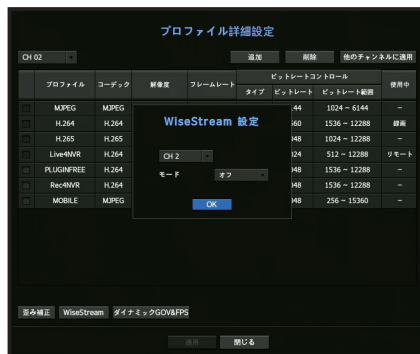 プロファイル詳細設定
CH 02 追加 削除 他のチャンネルに適用
プロファイル コーデック 解像度 フレームレート ビットレートコントロール 使用中
タイプ ビットレート ビットレート範囲
MJPEG MJPEG 144 1024 ~ 6144 -
H.264 H.264 560 1536 ~ 12288 録画
H.265 H.265 048 1024 ~ 12288 -
Live4NVR H.264 024 512 ~ 12288 リモート
PLUGINFREE H.264 048 1536 ~ 12288 -
Rec4NVR H.264 048 1536 ~ 12288 -
MOBILE MJPEG 048 256 ~ 15360 -
WiseStream 設定
CH 2
モード オフ
OK
歪み補正 WiseStream ダイナミックGOV&FPS
適用 閉じる